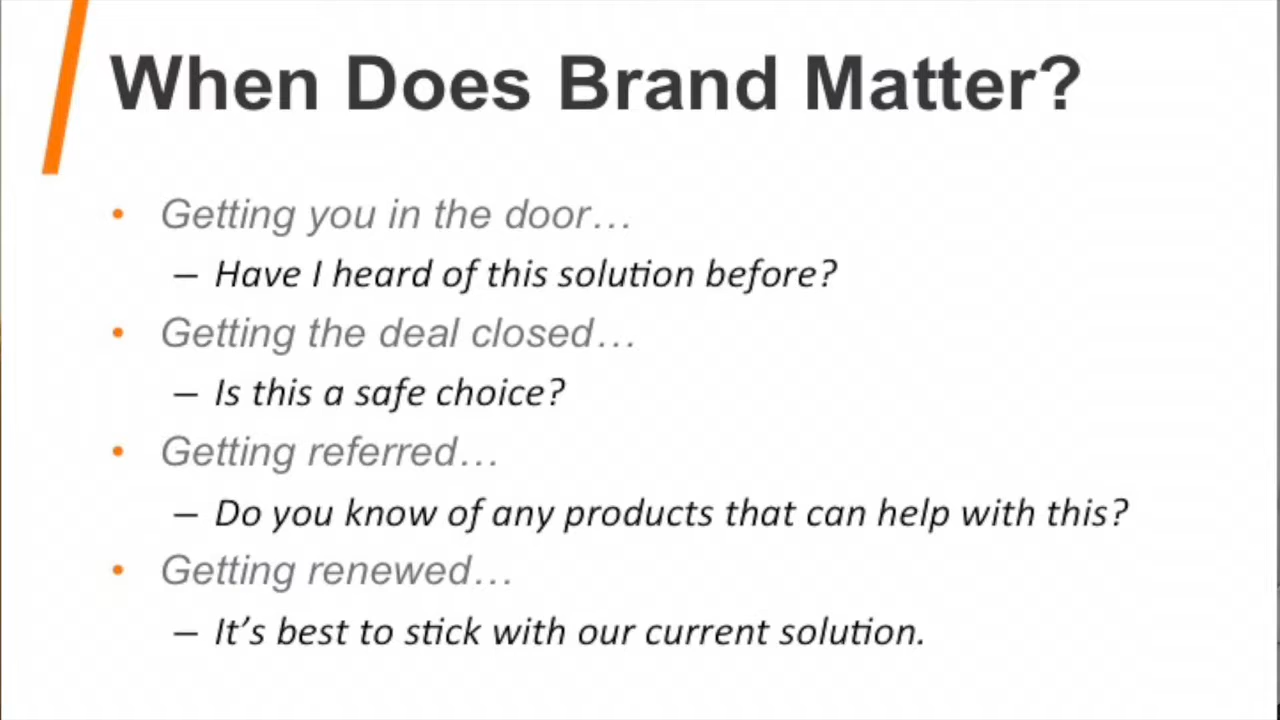 When Does Brand Matter?
• Getting you in the door…
– Have I heard of this solution before?
• Getting the deal closed…
– Is this a safe choice?
• Getting referred…
– Do you know of any products that can help with this?
• Getting renewed…
– It’s best to stick with our current solution.